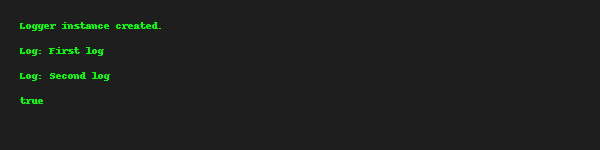 Logger instance created.
Log: First log
Log: Second log
true